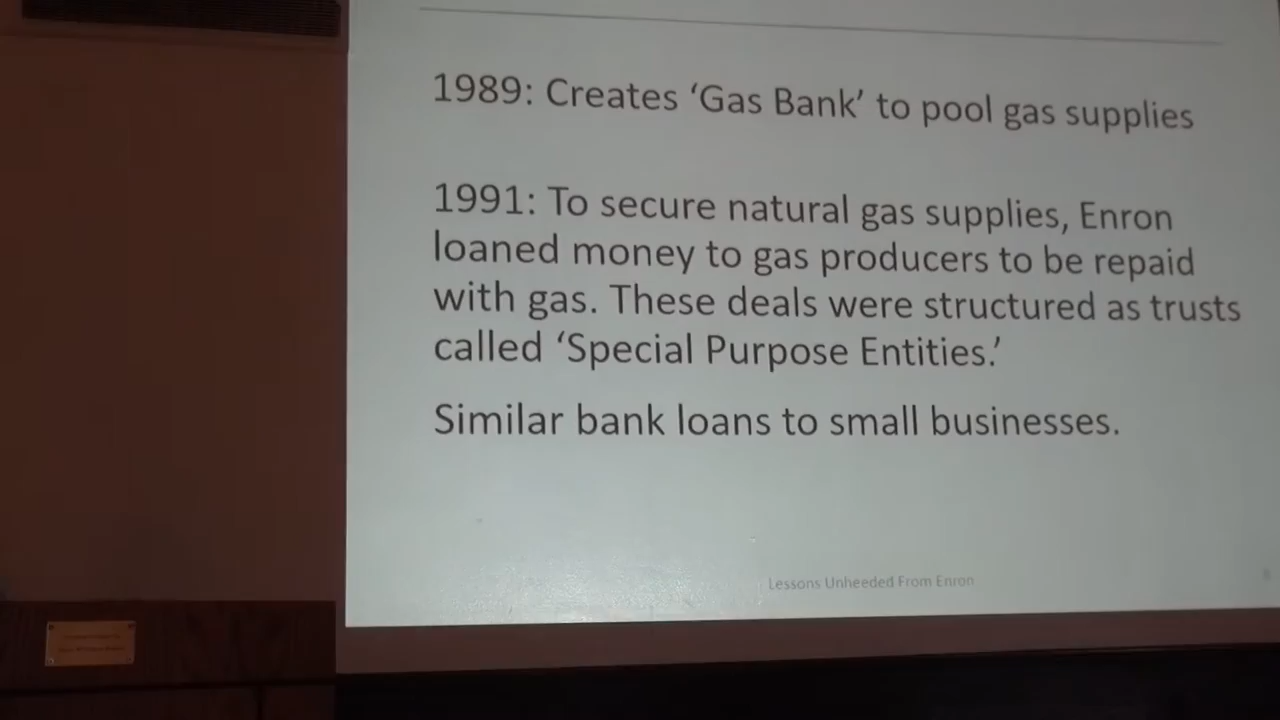 1989: Creates ‘Gas Bank’ to pool gas supplies
1991: To secure natural gas supplies, Enron
loaned money to gas producers to be repaid
with gas. These deals were structured as trusts
called ‘Special Purpose Entities.’
Similar bank loans to small businesses.
Lessons Unheeded From Enron